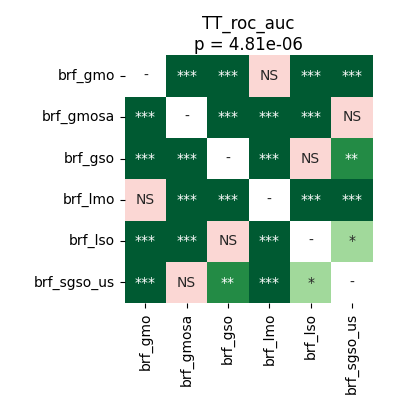 TT_roc_auc
p = 4.81e-06
brf_gmo - *** *** NS *** ***
brf_gmosa *** - *** *** *** NS
brf_gso *** *** - *** NS **
brf_lmo NS *** *** - *** ***
brf_lso *** *** NS *** - *
brf_sgso_us *** NS ** *** * -
brf_gmo brf_gmosa brf_gso brf_lmo brf_lso brf_sgso_us